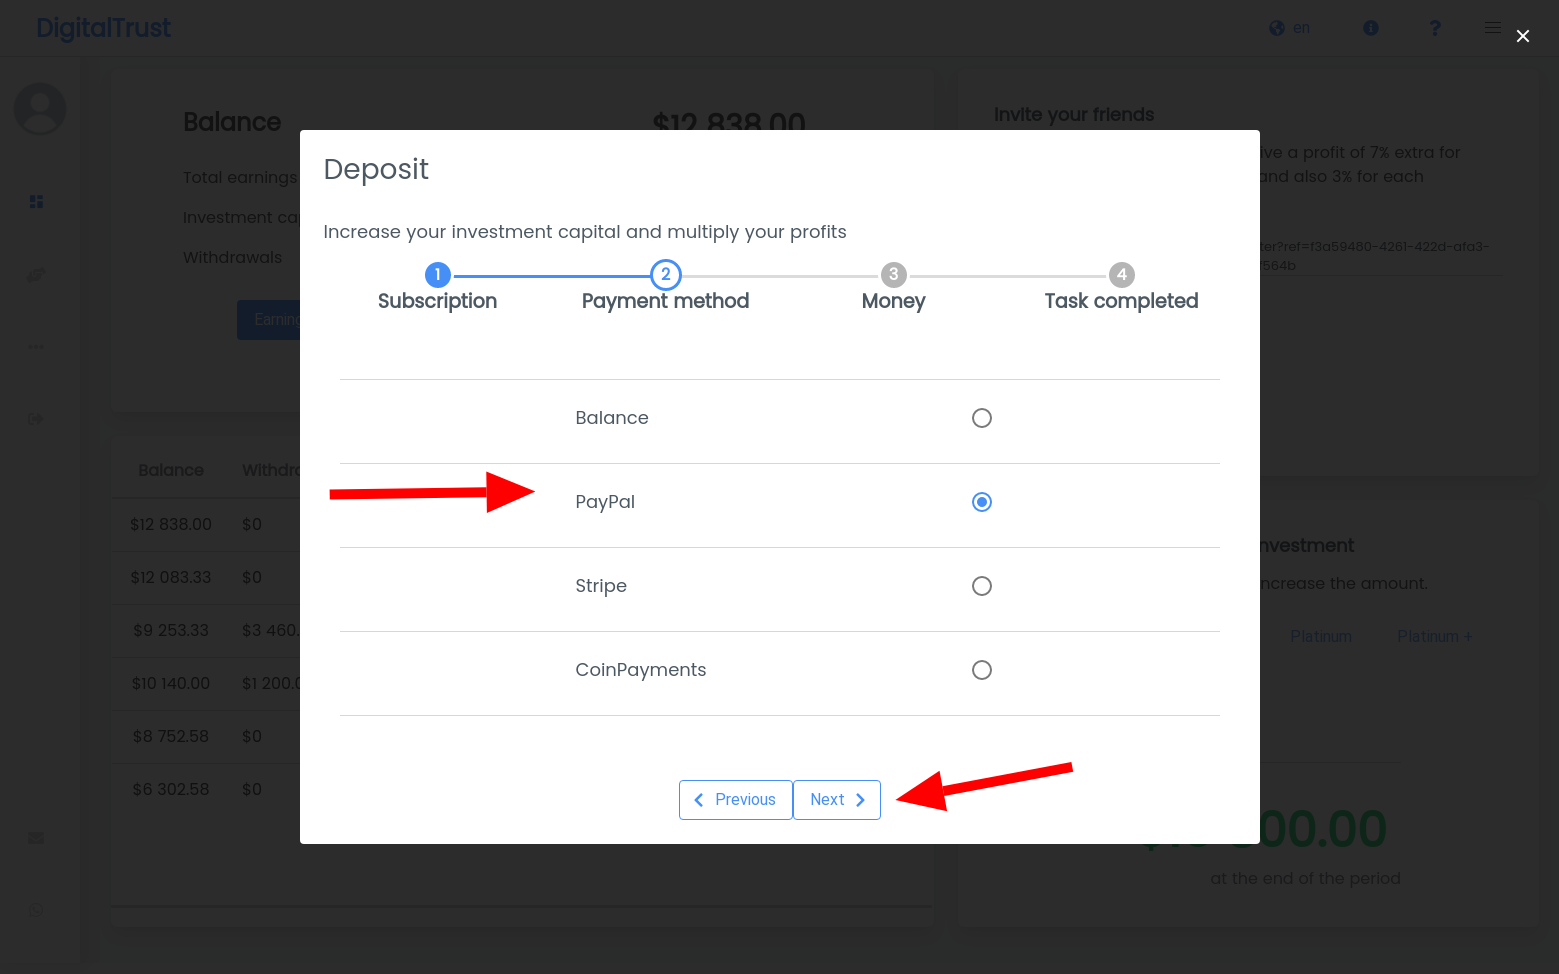 DigitalTrust
en
Balance
$12 838.00
Total earnings
Investment cap
Withdrawals
Earning
Invite your friends
ive a profit of 7% extra for
and also 3% for each
ter?ref=f3a59480-4261-422d-afa3-
f564b
Deposit
Increase your investment capital and multiply your profits
1 2 3 4
Subscription Payment method Money Task completed
Balance
PayPal
Stripe
CoinPayments
Previous Next
Balance Withdra
$12 838.00 $0
$12 083.33 $0
$9 253.33 $3 460.
$10 140.00 $1 200.0
$8 752.58 $0
$6 302.58 $0
nvestment
ncrease the amount.
Platinum Platinum +
00.00
at the end of the period